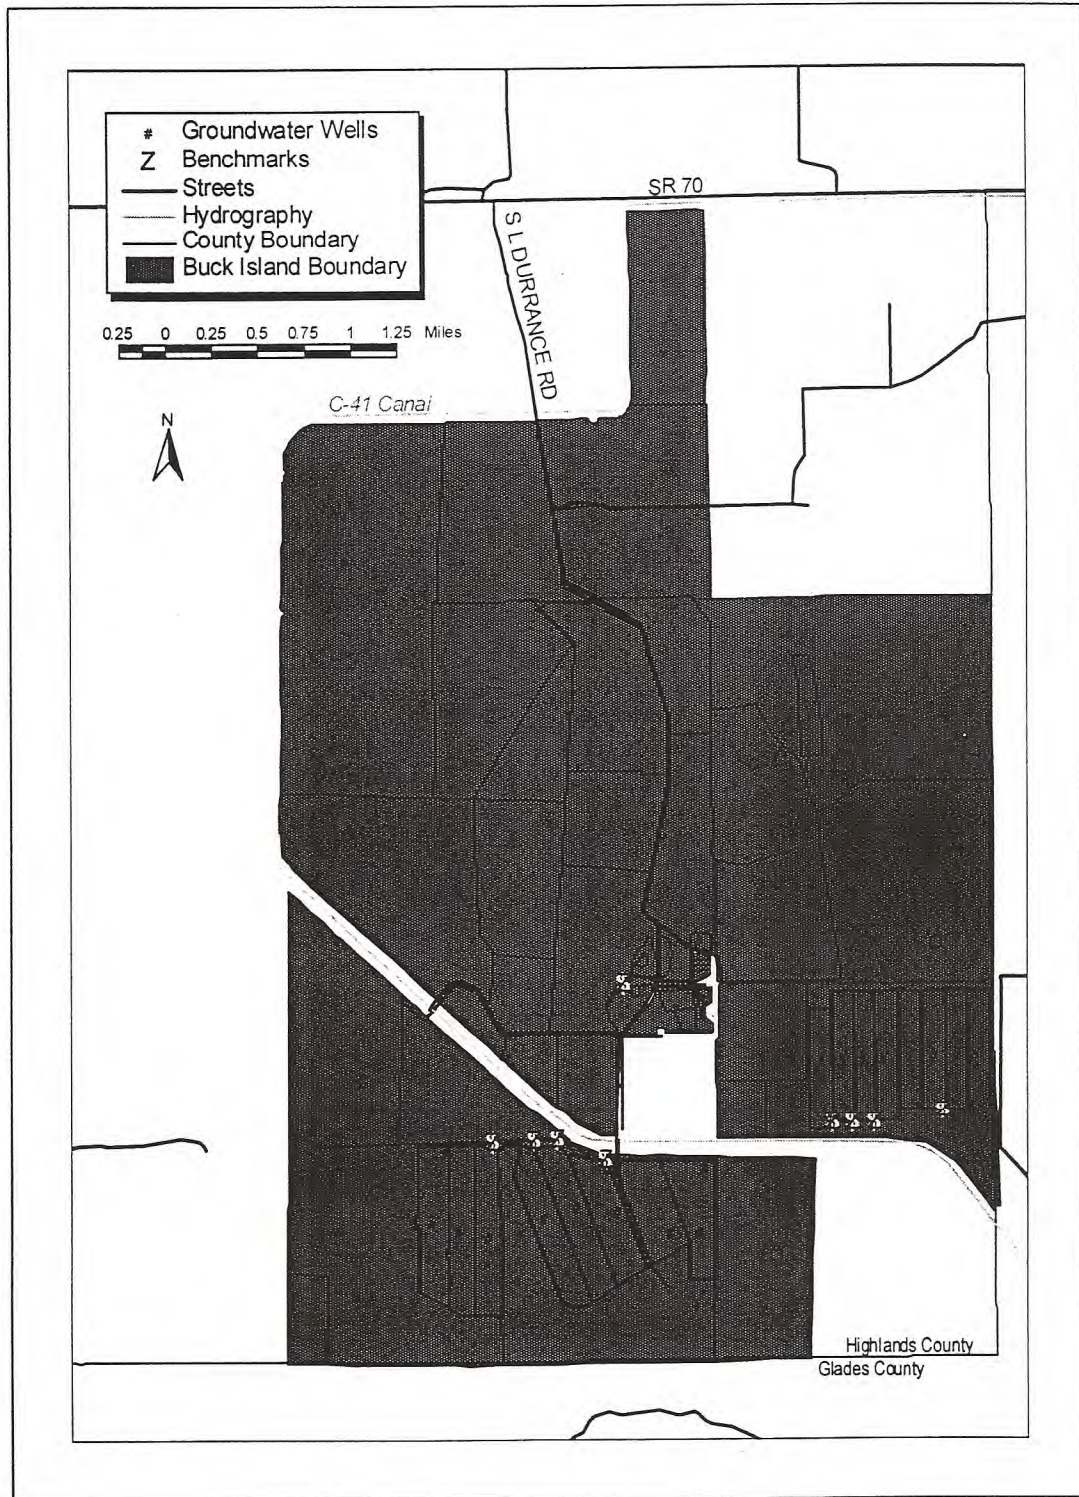 # Groundwater Wells
Z Benchmarks
Streets
Hydrography
County Boundary
Buck Island Boundary
0.25 0 0.25 0.5 0.75 1 1.25 Miles
N
SR 70
S L DURRANCE RD
C-41 Canal
Highlands County
Glades County